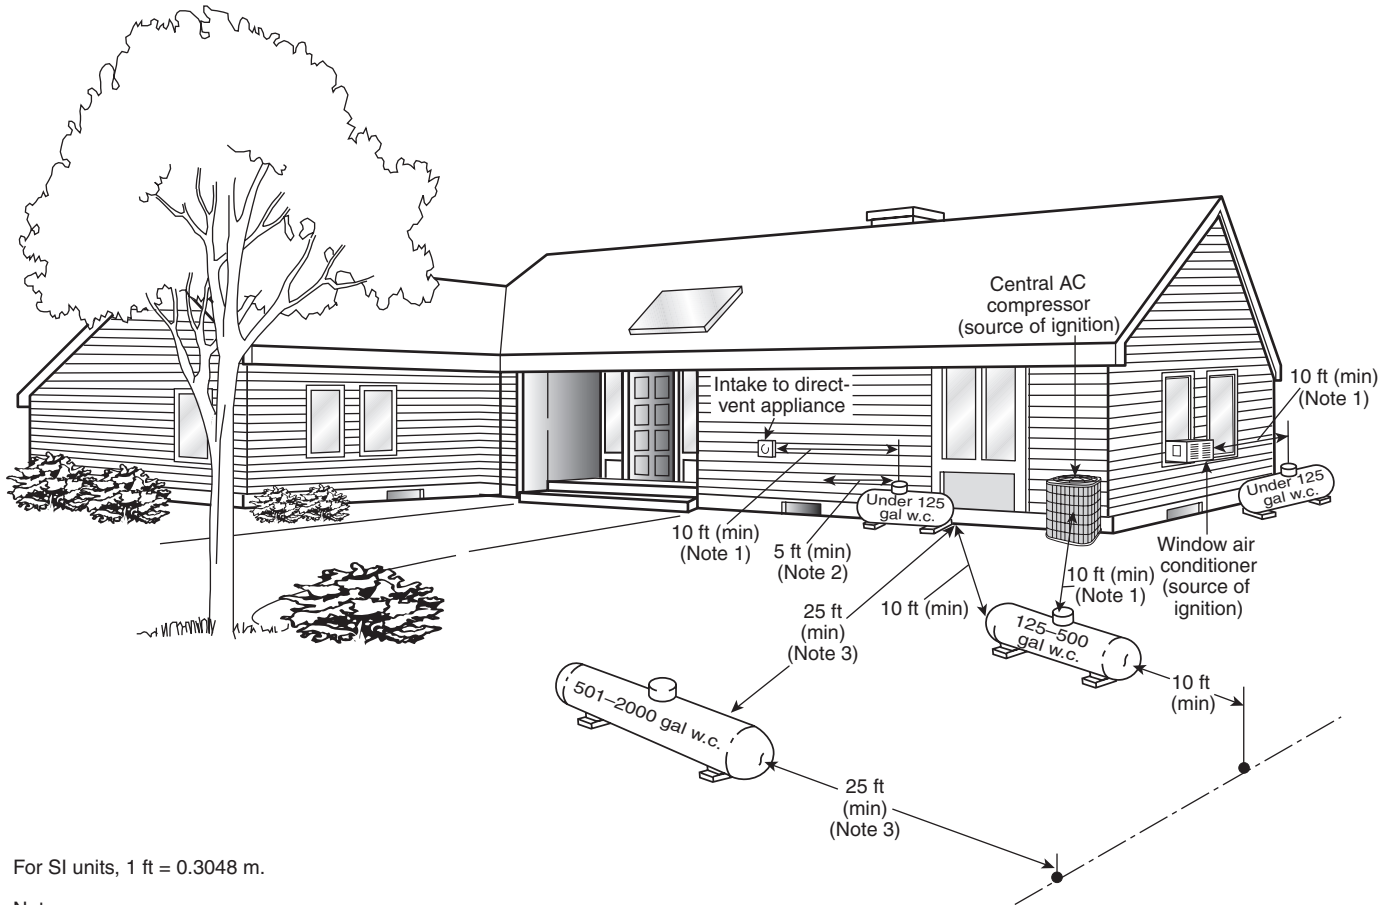 Central AC
compressor
(source of ignition)
Intake to direct-
vent appliance
10 ft (min)
(Note 1)
Under 125
gal w.c.
Under 125
gal w.c.
10 ft (min)
(Note 1)
5 ft (min)
(Note 2)
Window air
conditioner
(source of
ignition)
10 ft (min)
(Note 1)
25 ft
(min)
(Note 3)
10 ft (min)
125–500
gal w.c.
10 ft
(min)
501–2000 gal w.c.
25 ft
(min)
(Note 3)
For SI units, 1 ft = 0.3048 m.